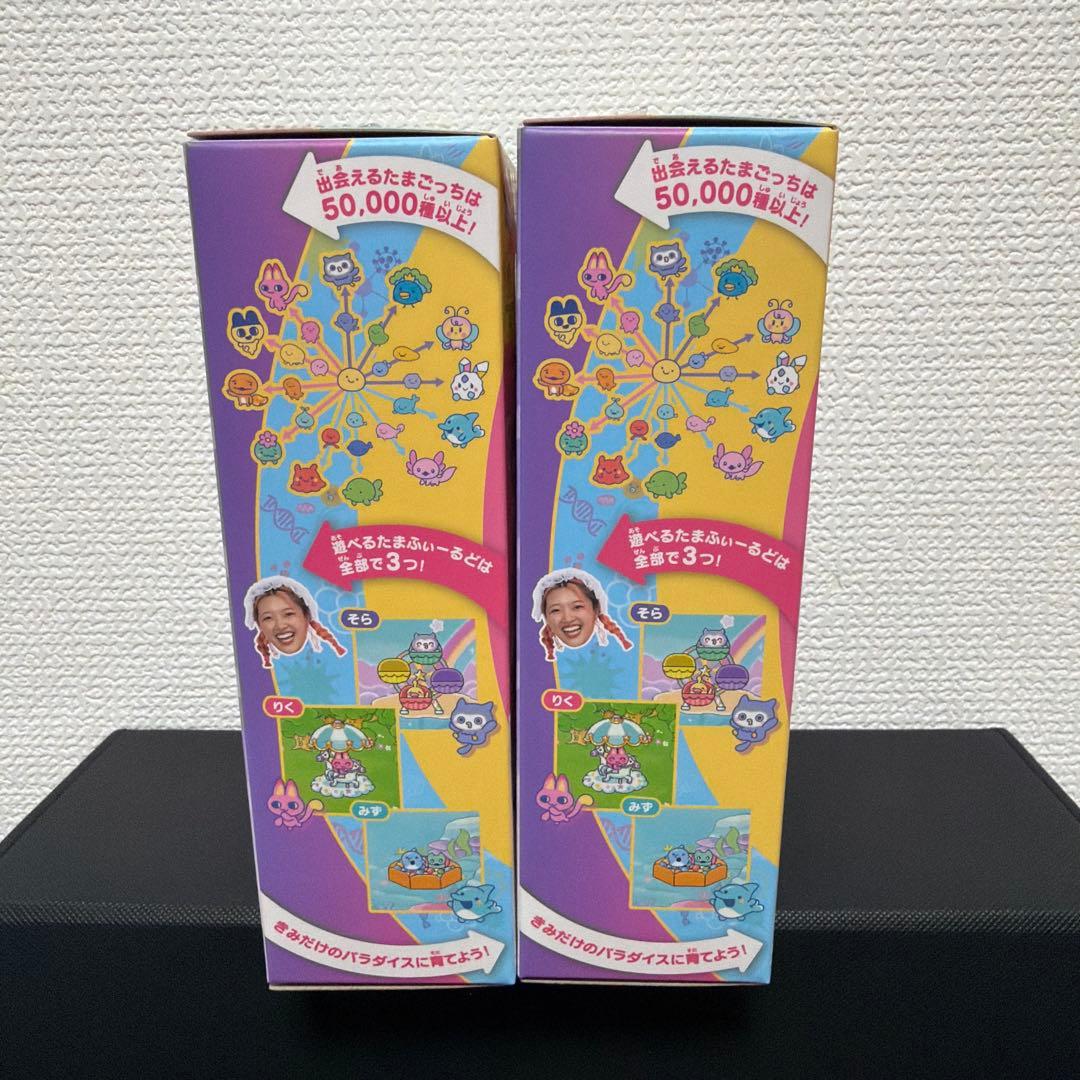 出会えるたまごっちは
50,000種以上!
遊べるたまふぃーるどは
全部で3つ!
そら
りく
みず
きみだけのパラダイスに育てよう!
出会えるたまごっちは
50,000種以上!
遊べるたまふぃーるどは
全部で3つ!
そら
りく
みず
きみだけのパラダイスに育てよう!